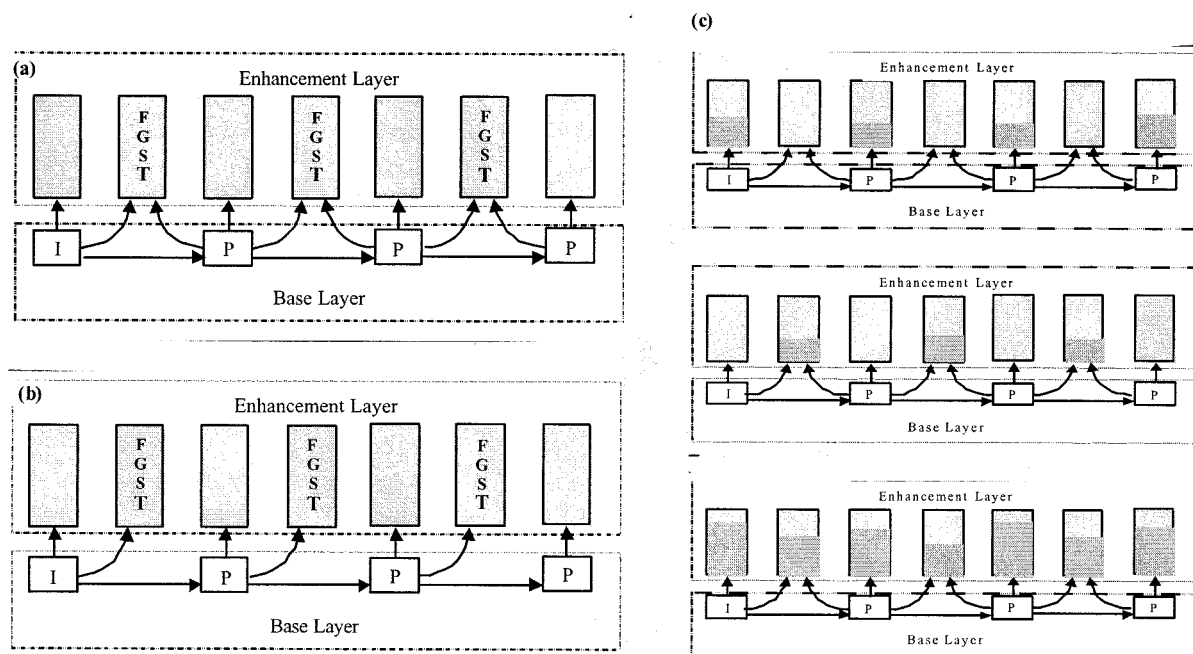 (a)
Enhancement Layer
F G S T
F G S T
F G S T
I
P
P
P
Base Layer
(b)
Enhancement Layer
F G S T
F G S T
F G S T
I
P
P
P
Base Layer
(c)
Enhancement Layer
I
P
P
P
Base Layer
Enhancement Layer
I
P
P
P
Base Layer
Enhancement Layer
I
P
P
P
Base Layer